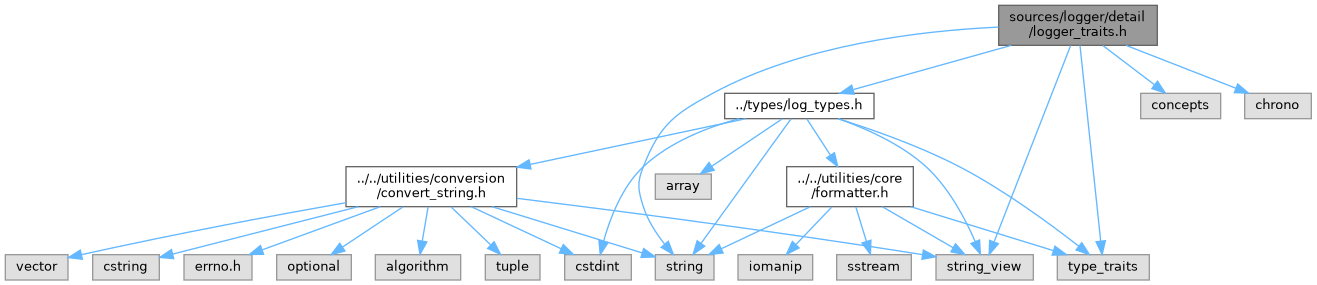 sources/logger/detail
/logger_traits.h
../types/log_types.h
concepts
chrono
../../utilities/conversion
/convert_string.h
array
../../utilities/core
/formatter.h
vector
cstring
errno.h
optional
algorithm
tuple
cstdint
string
iomanip
sstream
string_view
type_traits